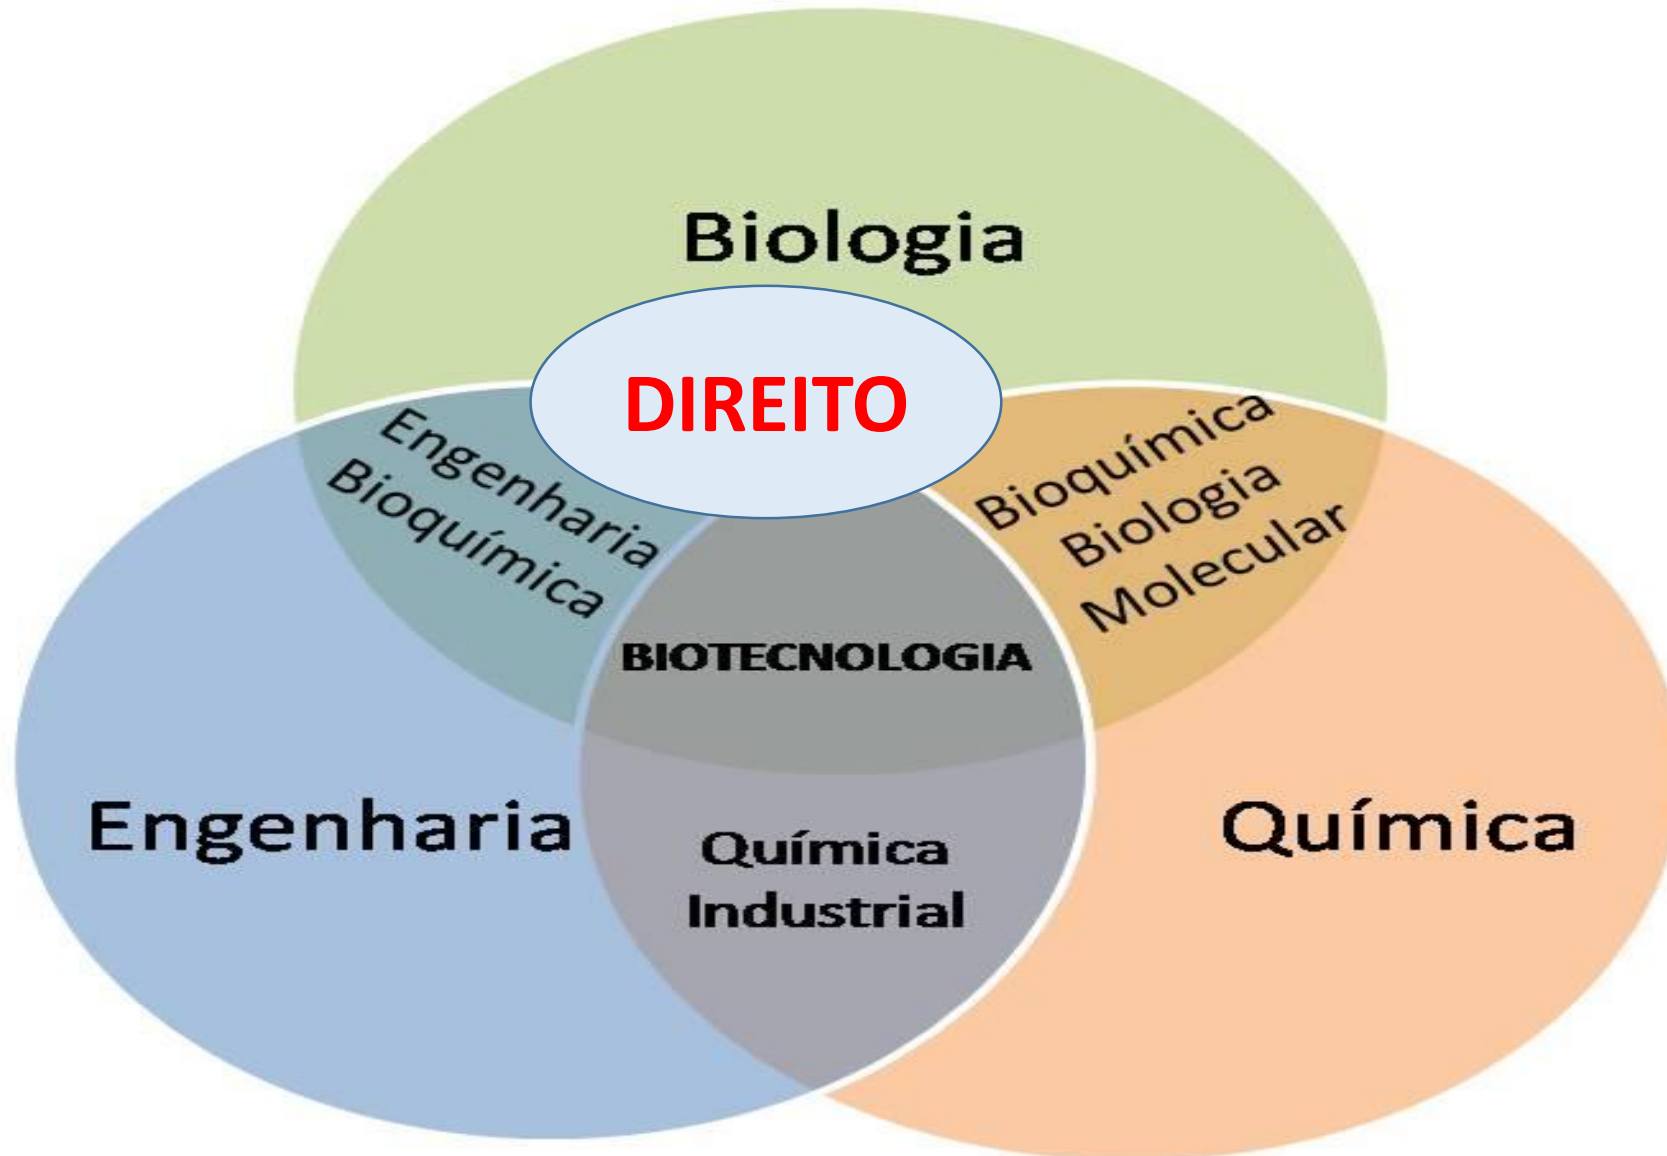 Biologia
DIREITO
Engenharia
Bioquímica
Bioquímica
Biologia
Molecular
BIOTECNOLOGIA
Engenharia
Química
Industrial
Química